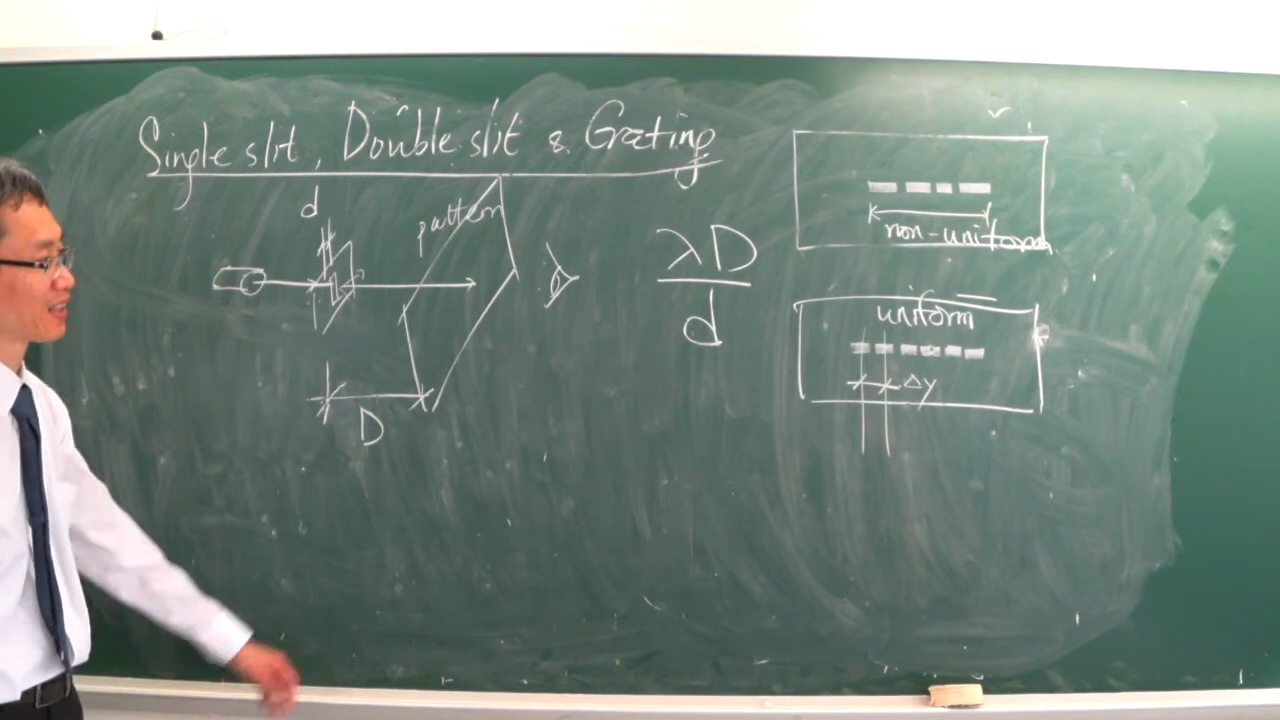 Single slit, Double slit & Grating
d
pattern
D
λD
d
non-uniform
uniform
Δy